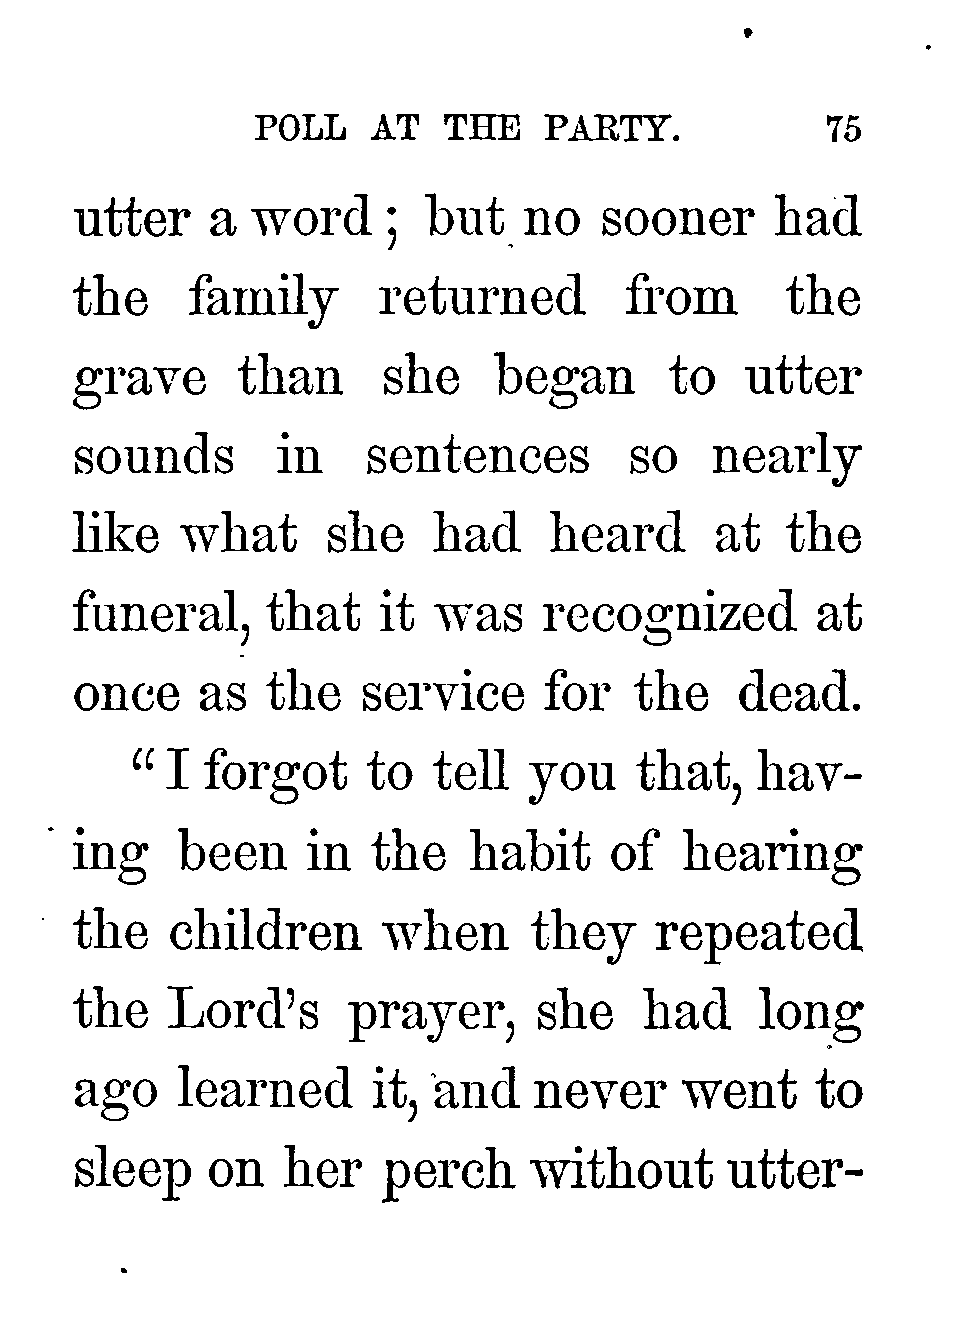 POLL AT THE PARTY. 75
utter a word; but no sooner had
the family returned from the
grave than she began to utter
sounds in sentences so nearly
like what she had heard at the
funeral, that it was recognized at
once as the service for the dead.
"I forgot to tell you that, hav-
ing been in the habit of hearing
the children when they repeated
the Lord's prayer, she had long
ago learned it, and never went to
sleep on her perch without utter-